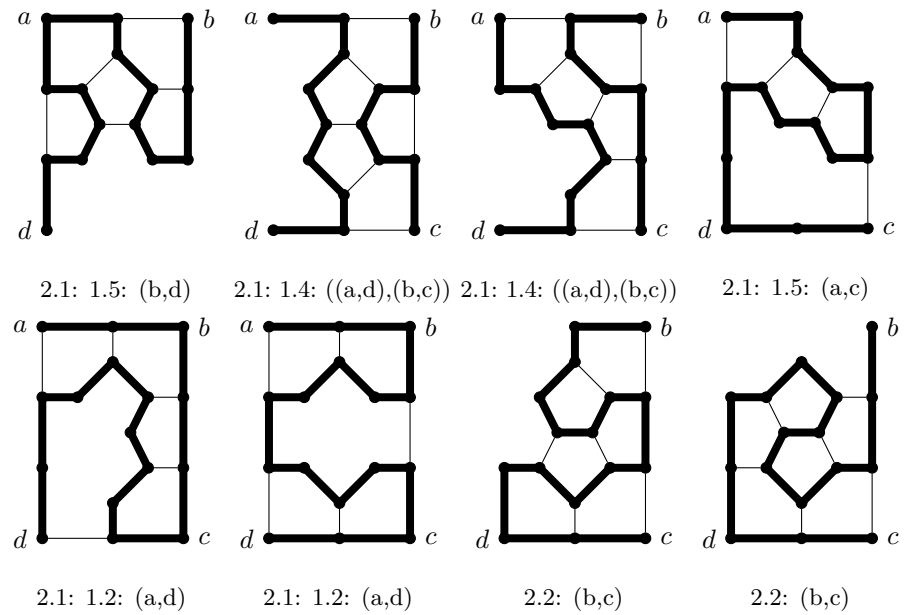 a b a b a b a
d d c d c d c
2.1: 1.5: (b,d) 2.1: 1.4: ((a,d),(b,c)) 2.1: 1.4: ((a,d),(b,c)) 2.1: 1.5: (a,c)
a b a b b b
d c d c d c d c
2.1: 1.2: (a,d) 2.1: 1.2: (a,d) 2.2: (b,c) 2.2: (b,c)